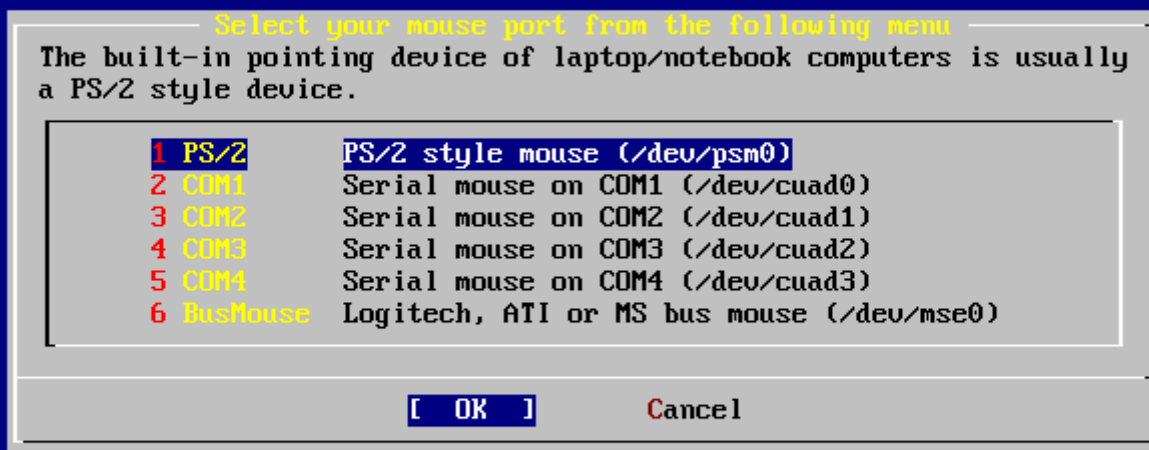 Select your mouse port from the following menu
The built-in pointing device of laptop/notebook computers is usually
a PS/2 style device.
1 PS/2 PS/2 style mouse (/dev/psm0)
2 COM1 Serial mouse on COM1 (/dev/cuad0)
3 COM2 Serial mouse on COM2 (/dev/cuad1)
4 COM3 Serial mouse on COM3 (/dev/cuad2)
5 COM4 Serial mouse on COM4 (/dev/cuad3)
6 BusMouse Logitech, ATI or MS bus mouse (/dev/mse0)
[ OK ] Cancel